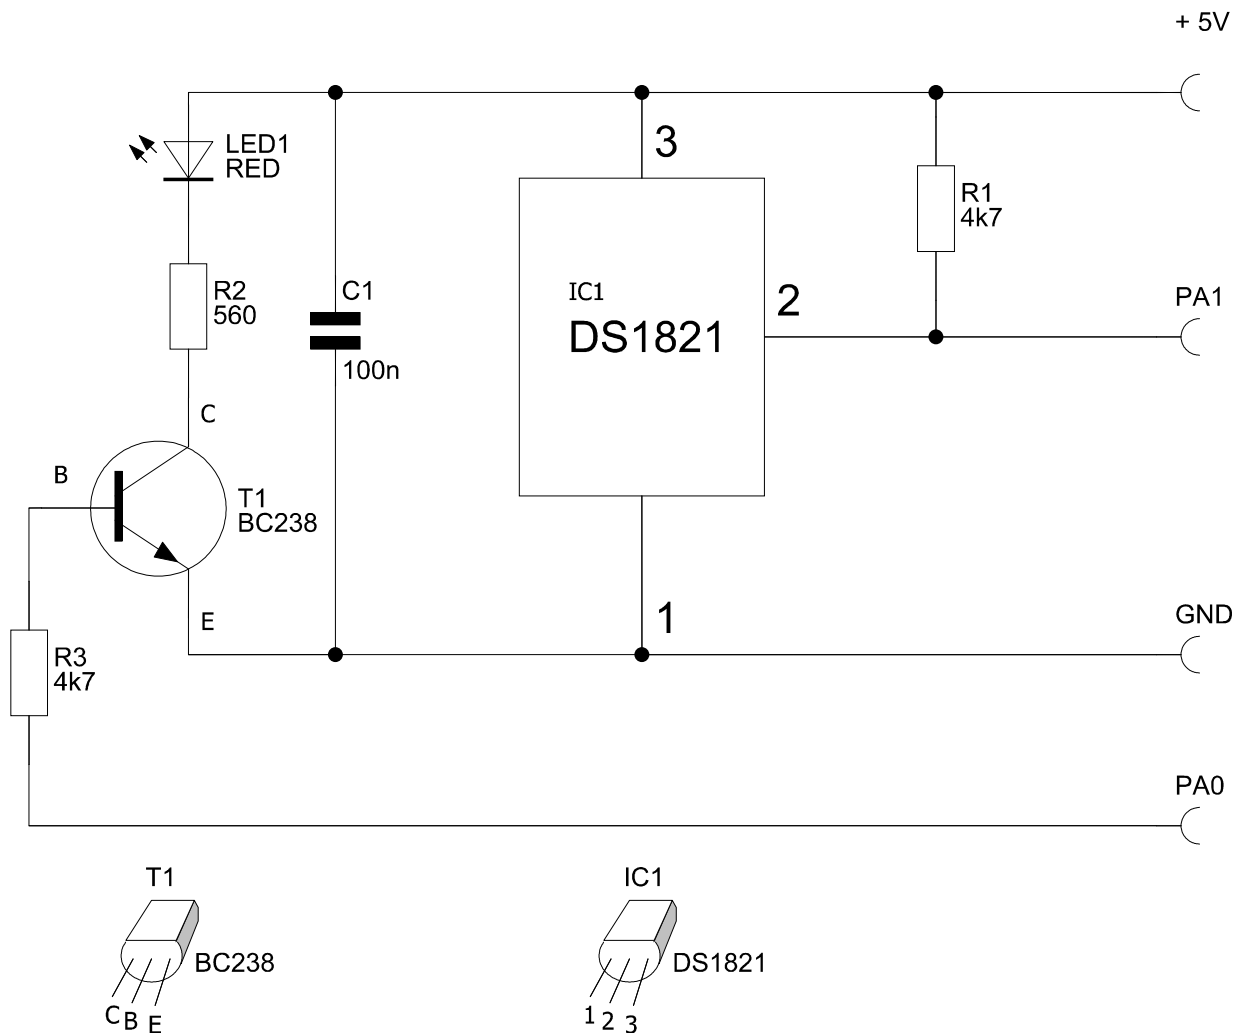 + 5V
LED1
RED
3
R1
4k7
R2
560
C1
100n
IC1
DS1821
2
PA1
C
B
T1
BC238
E
1
GND
R3
4k7
PA0
T1
BC238
C B E
IC1
DS1821
1 2 3